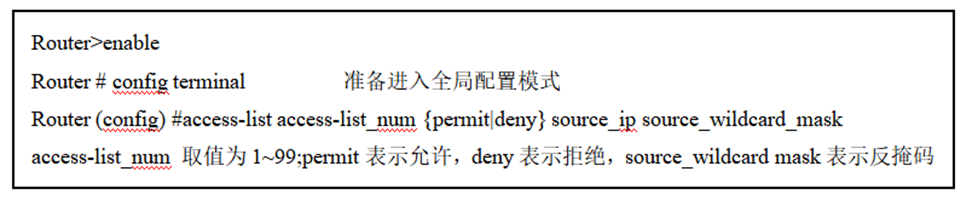 Router>enable
Router # config terminal 准备进入全局配置模式
Router (config) #access-list access-list_num {permit|deny} source_ip source_wildcard_mask
access-list_num 取值为 1~99;permit 表示允许，deny 表示拒绝，source_wildcard mask 表示反掩码